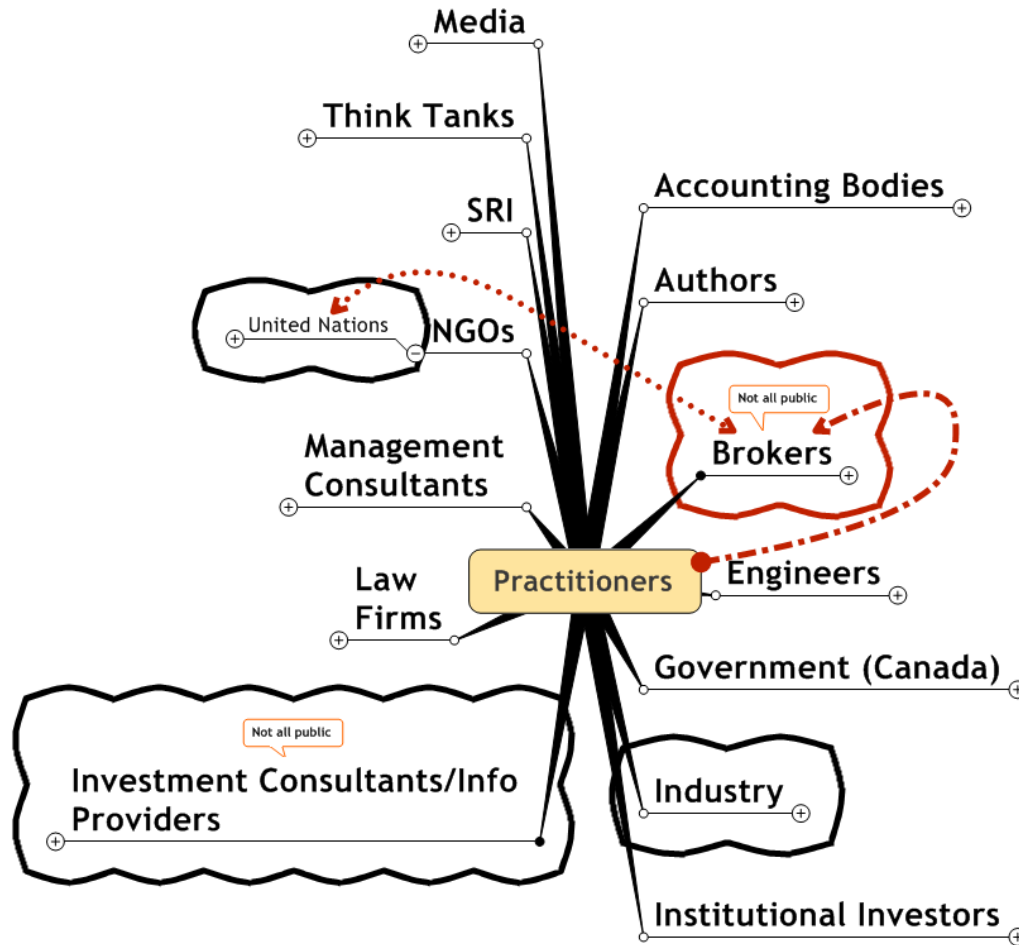 Media
Think Tanks
SRI
United Nations
NGOs
Management
Consultants
Law
Firms
Not all public
Investment Consultants/Info
Providers
Practitioners
Accounting Bodies
Authors
Not all public
Brokers
Engineers
Government (Canada)
Industry
Institutional Investors